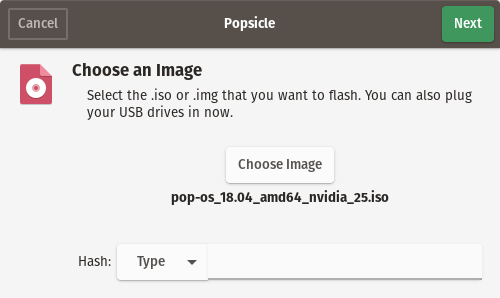 Cancel Popsicle Next
Choose an Image
Select the .iso or .img that you want to flash. You can also plug
your USB drives in now.
Choose Image
pop-os_18.04_amd64_nvidia_25.iso
Hash: Type